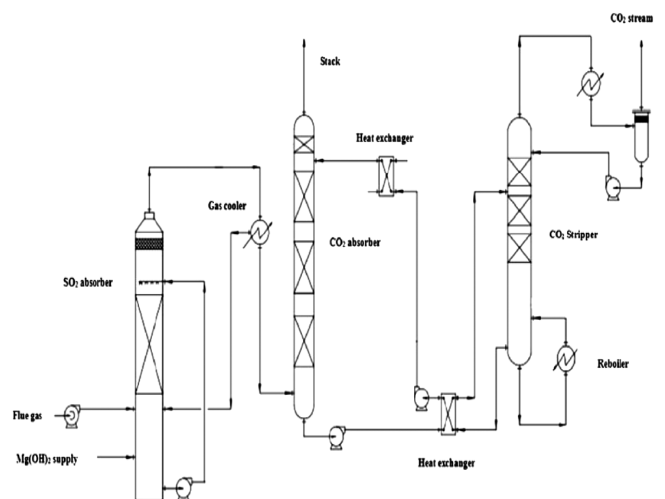 CO₂ stream
Stack
Heat exchanger
Gas cooler
CO₂ absorber
CO₂ Stripper
SO₂ absorber
Reboiler
Flue gas
Mg(OH)₂ supply
Heat exchanger